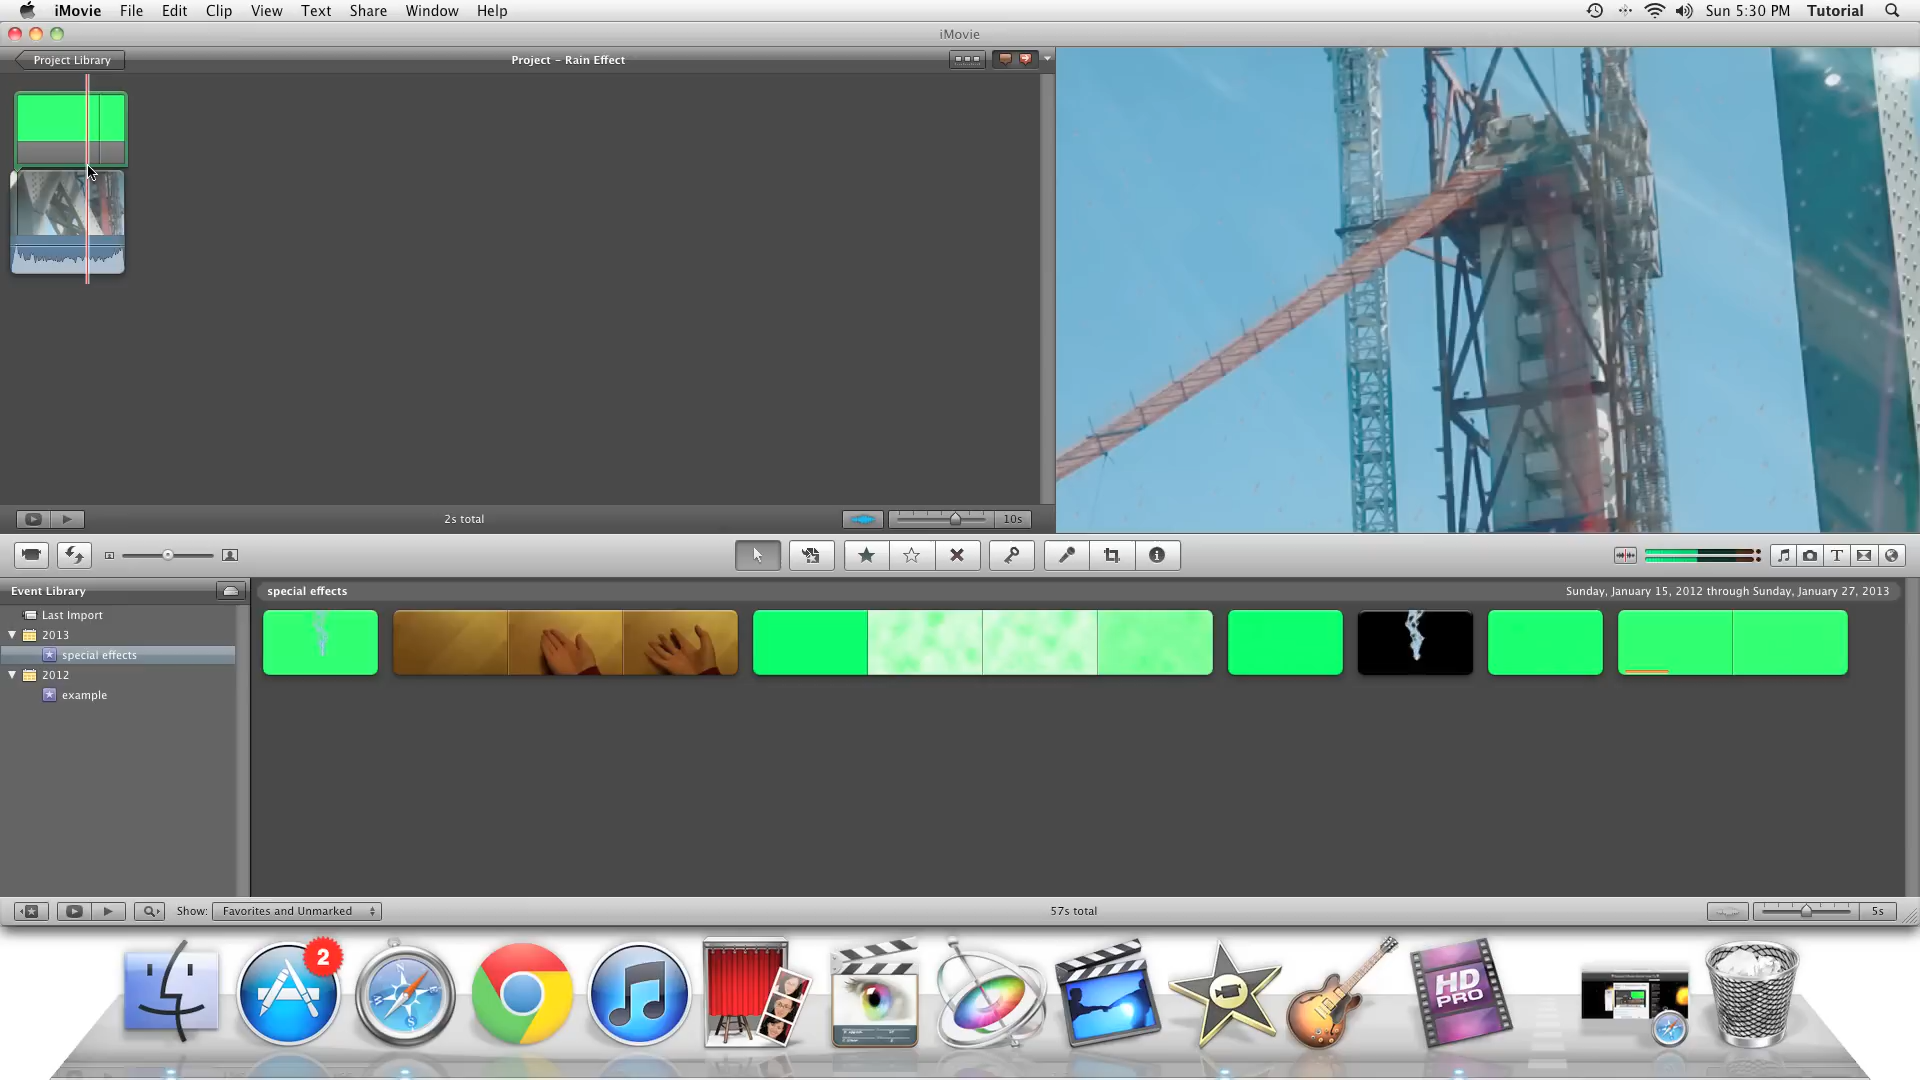 iMovie File Edit Clip View Text Share Window Help Sun 5:30 PM Tutorial
iMovie
Project Library Project - Rain Effect
2s total 10s
Event Library special effects Sunday, January 15, 2012 through Sunday, January 27, 2013
Last Import
2013
special effects
2012
example
Show: Favorites and Unmarked 57s total 5s
2
HD
PRO